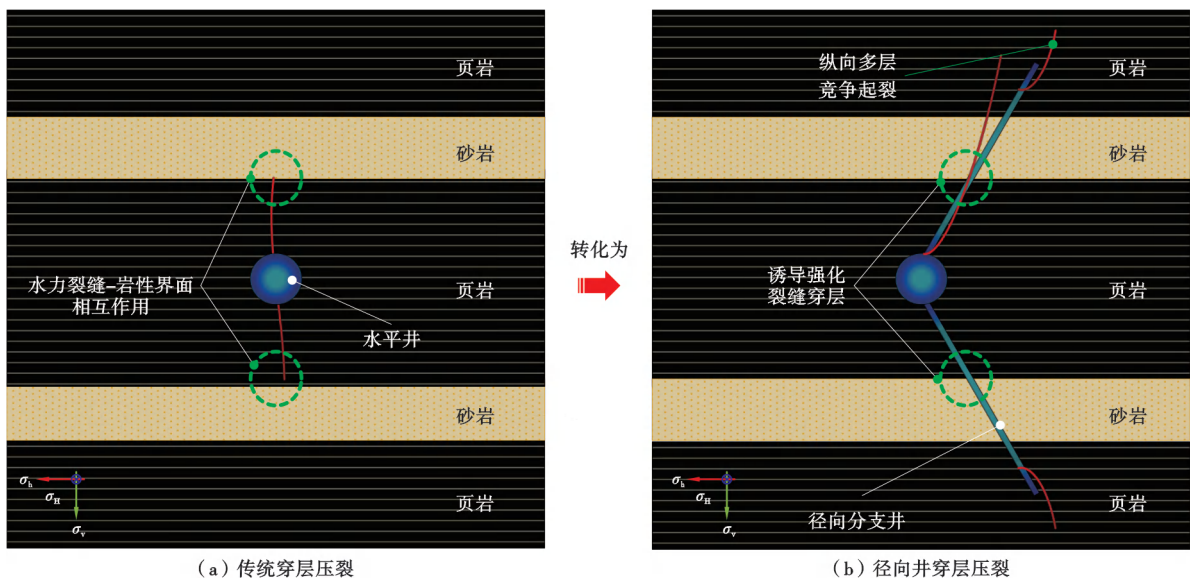 页岩
砂岩
水力裂缝–岩性界面
相互作用
页岩
水平井
砂岩
σh
σH
σv
页岩
(a)传统穿层压裂
转化为
纵向多层
竞争起裂
页岩
砂岩
诱导强化
裂缝穿层
页岩
砂岩
σh
σH
σv
径向分支井
页岩
(b)径向井穿层压裂